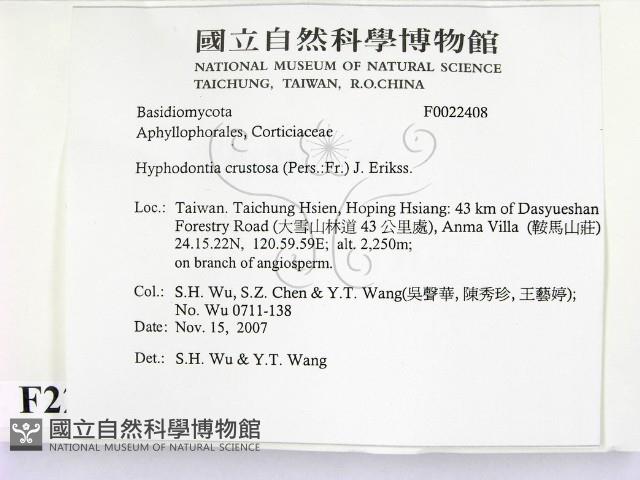 國立自然科學博物館
NATIONAL MUSEUM OF NATURAL SCIENCE
TAICHUNG, TAIWAN, R.O.CHINA
Basidiomycota F0022408
Aphyllophorales, Corticiaceae
Hyphodontia crustosa (Pers.:Fr.) J. Erikss.
Loc.: Taiwan. Taichung Hsien, Hoping Hsiang: 43 km of Dasyueshan
Forestry Road (大雪山林道 43 公里處), Anma Villa (鞍馬山莊)
24.15.22N, 120.59.59E; alt. 2,250m;
on branch of angiosperm.
Col.: S.H. Wu, S.Z. Chen & Y.T. Wang(吳聲華, 陳秀珍, 王藝婷);
No. Wu 0711-138
Date: Nov. 15, 2007
Det.: S.H. Wu & Y.T. Wang
國立自然科學博物館
NATIONAL MUSEUM OF NATURAL SCIENCE